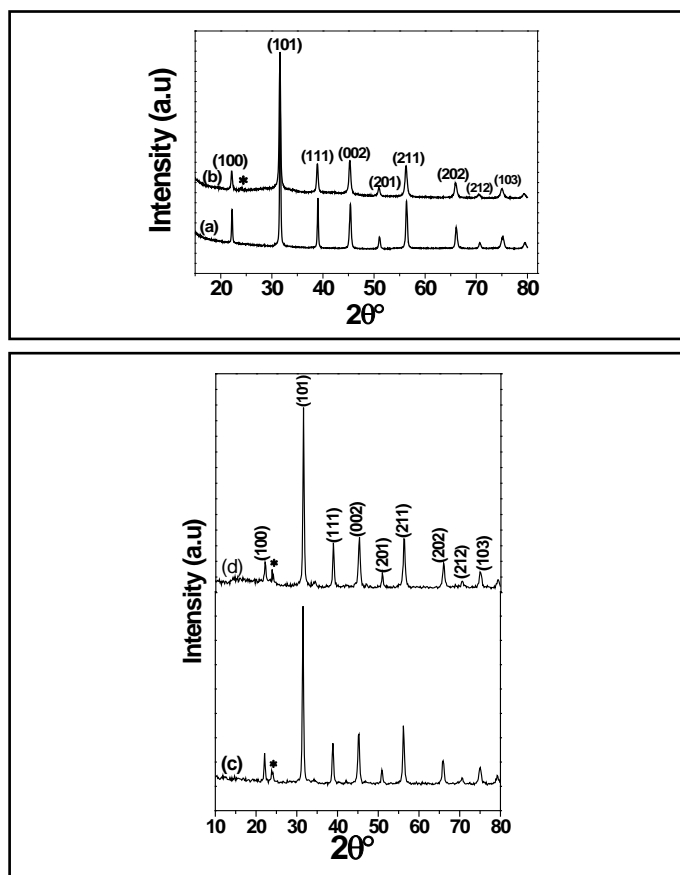 (101)
(100)
*
(111)
(002)
(201)
(211)
(202)
(212)
(103)
(b)
(a)
Intensity (a.u)
20 30 40 50 60 70 80
2θ°
(101)
(100)
*
(111)
(002)
(201)
(211)
(202)
(212)
(103)
(d)
*
(c)
Intensity (a.u)
10 20 30 40 50 60 70 80
2θ°